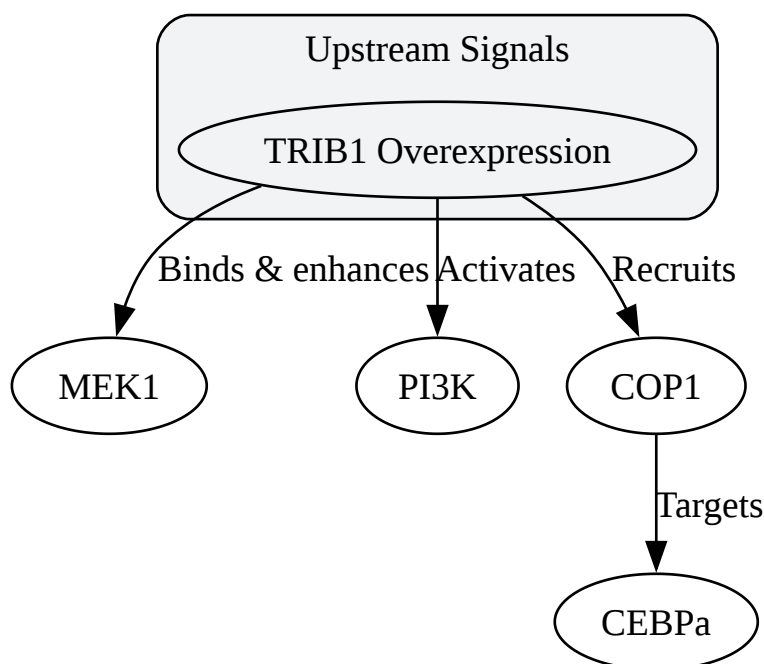 Upstream Signals
TRIB1 Overexpression
Binds & enhances
Activates
Recruits
MEK1
PI3K
COP1
Targets
CEBPa